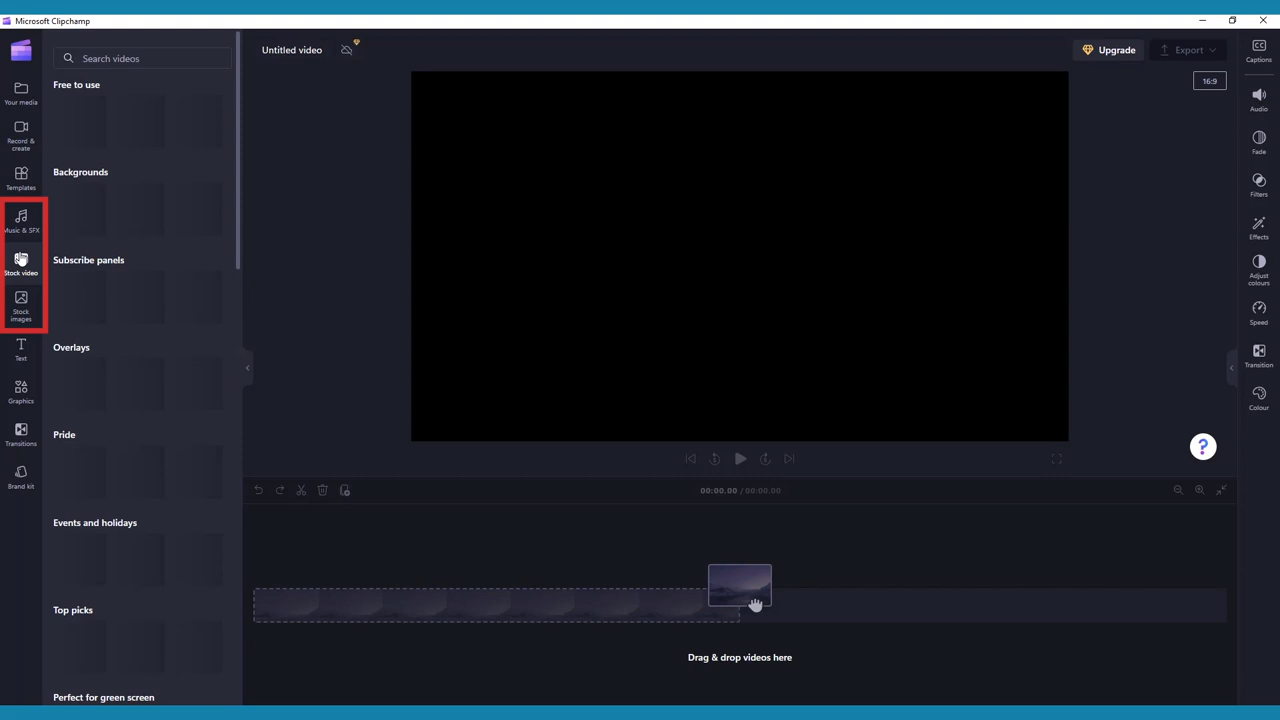 Microsoft Clipchamp
Search videos
Untitled video
Upgrade
Export
Captions
16:9
Your media
Record &
create
Templates
Music & SFX
Stock video
Stock
images
Text
Graphics
Transitions
Brand kit
Free to use
Backgrounds
Subscribe panels
Overlays
Pride
Events and holidays
Top picks
Perfect for green screen
Audio
Fade
Filters
Effects
Adjust
colours
Speed
Transition
Colour
?
00:00.00 / 00:00.00
Drag & drop videos here